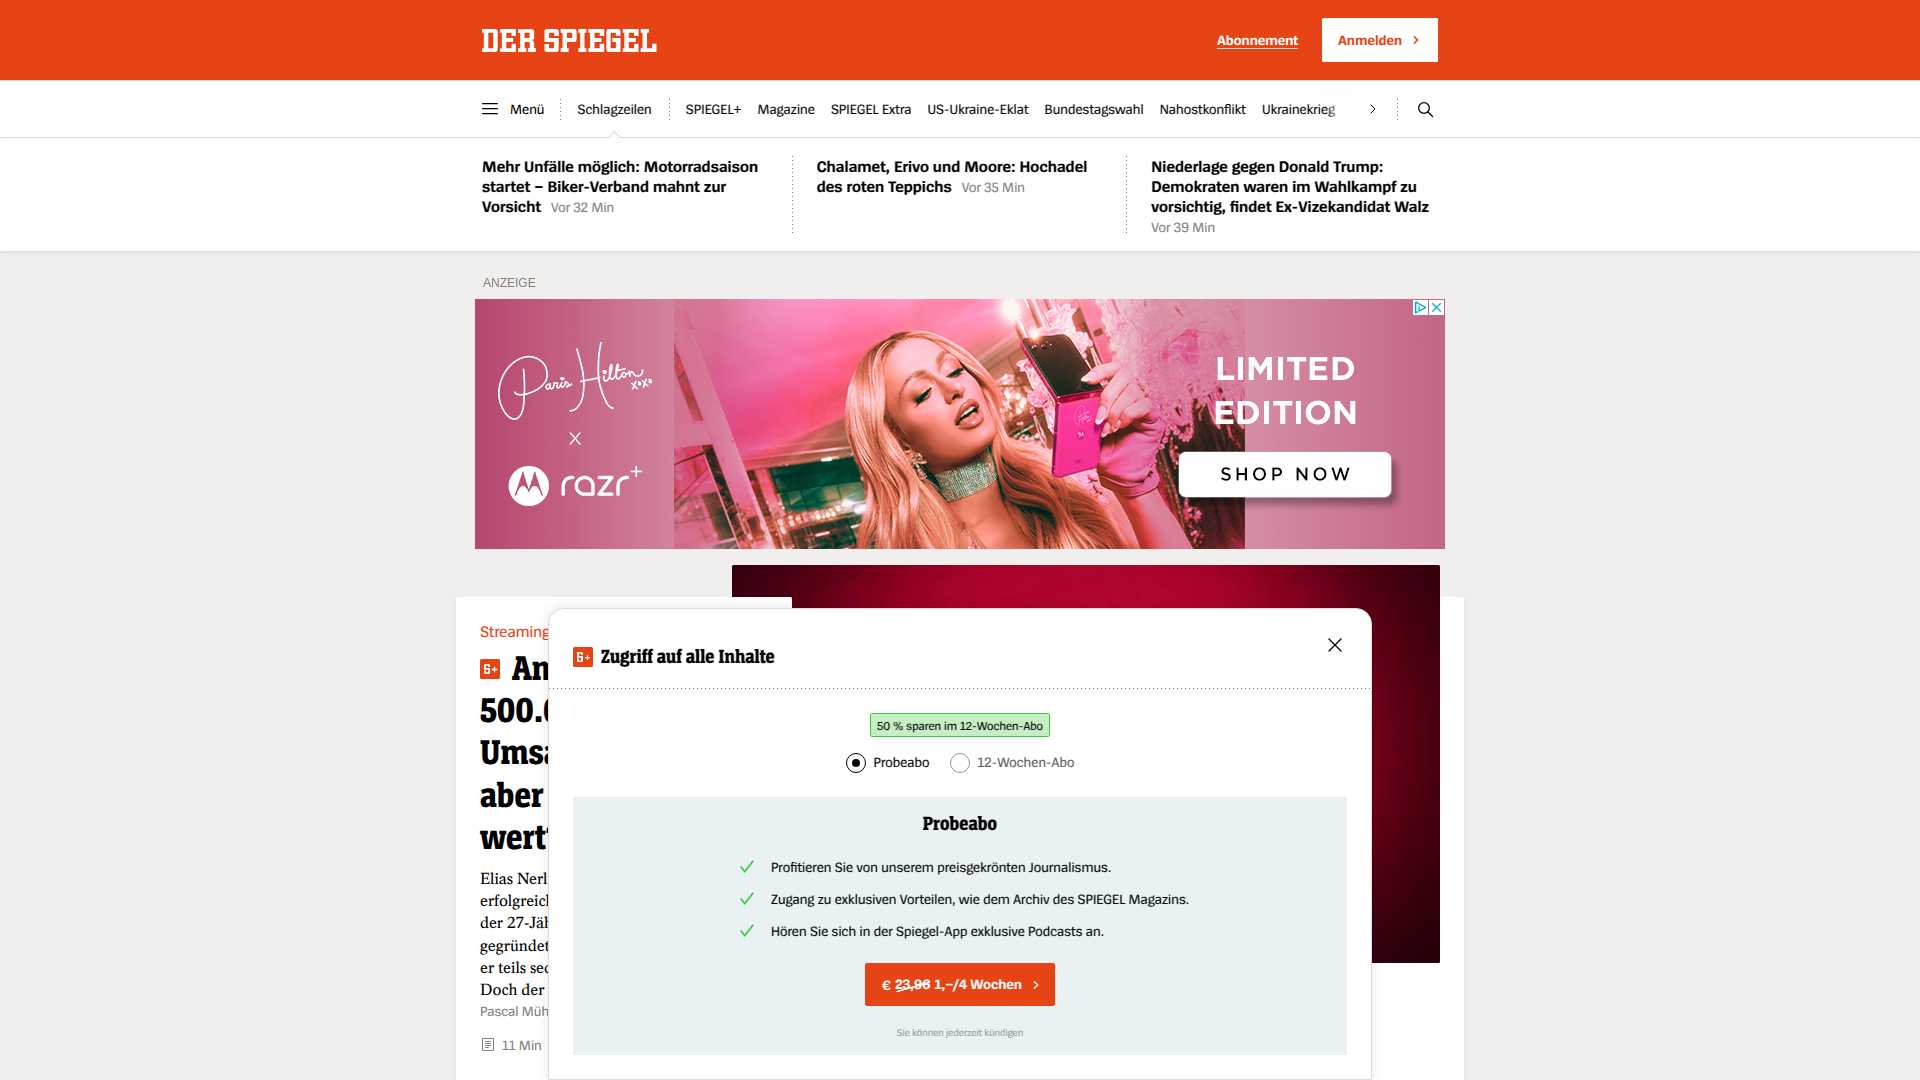 DER SPIEGEL
Abonnement
Anmelden
Menü
Schlagzeilen
SPIEGEL+
Magazine
SPIEGEL Extra
US-Ukraine-Eklat
Bundestagswahl
Nahostkonflikt
Ukrainekrieg
Mehr Unfälle möglich: Motorradsaison
startet – Biker-Verband mahnt zur
Vorsicht Vor 32 Min
Chalamet, Erivo und Moore: Hochadel
des roten Teppichs Vor 35 Min
Niederlage gegen Donald Trump:
Demokraten waren im Wahlkampf zu
vorsichtig, findet Ex-Vizekandidat Walz
Vor 39 Min
ANZEIGE
Paris Hilton
xoxo
X
razr+
LIMITED
EDITION
SHOP NOW
Streaming
S+
500.
Umsa
aber
wert
Elias Nerl
erfolgreich
der 27-Jäh
gegründet
er teils
Doch der
Pascal Müh
11 Min
S+ Zugriff auf alle Inhalte
50 % sparen im 12-Wochen-Abo
Probeabo
12-Wochen-Abo
Probeabo
Profitieren Sie von unserem preisgekrönten Journalismus.
Zugang zu exklusiven Vorteilen, wie dem Archiv des SPIEGEL Magazins.
Hören Sie sich in der Spiegel-App exklusive Podcasts an.
€ 23,96 1,–/4 Wochen
Sie können jederzeit kündigen